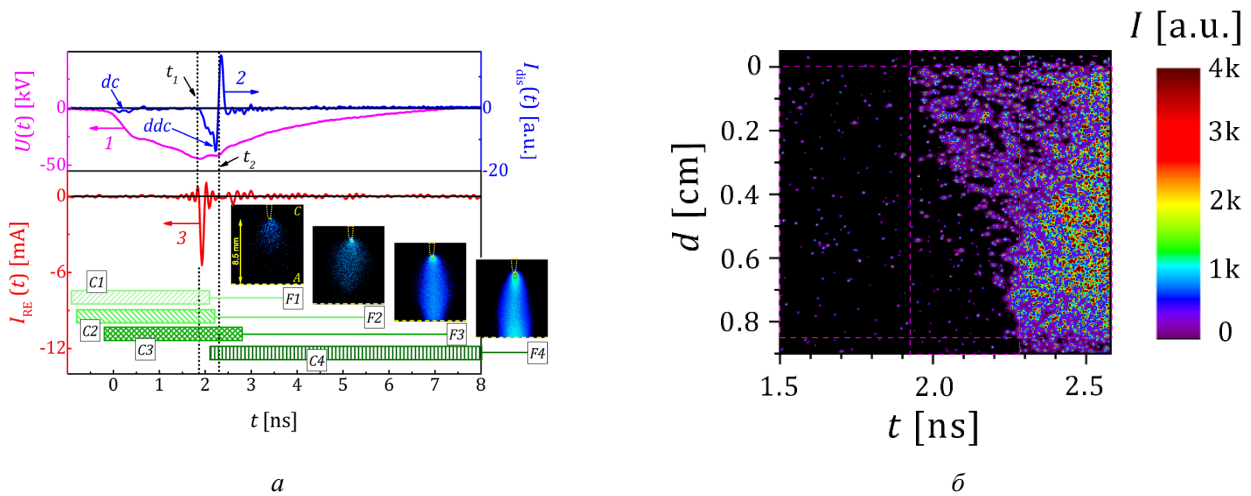 U(t) [kV]
0
-50
dc
t1
2
ddc
1
t2
0
-20
Idis(t) [a.u.]
IRE (t) [mA]
0
-6
-12
3
C
8.5 mm
A
C1
F1
C2
F2
C3
F3
C4
F4
0 1 2 3 4 5 6 7 8
t [ns]
а
d [cm]
0
0.2
0.4
0.6
0.8
1.5 2.0 2.5
t [ns]
I [a.u.]
4k
3k
2k
1k
0
б